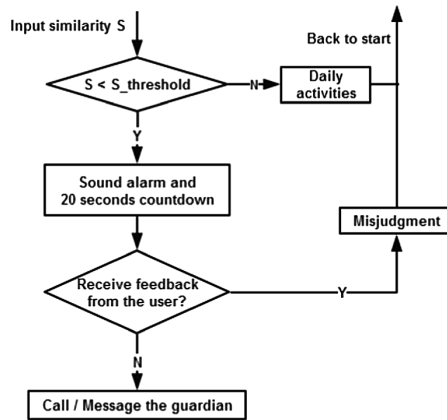 Input similarity S
Back to start
S < S_threshold
N
Daily
activities
Y
Sound alarm and
20 seconds countdown
Misjudgment
Receive feedback
from the user?
Y
N
Call / Message the guardian